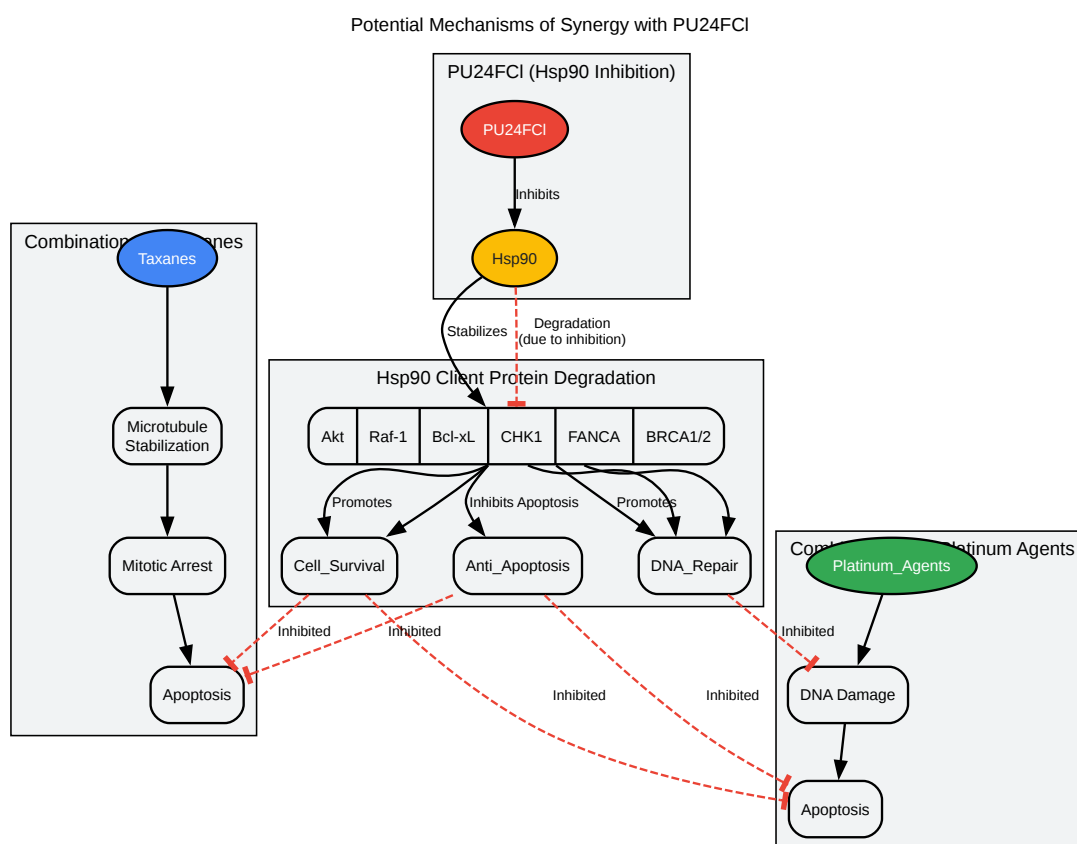 Potential Mechanisms of Synergy with PU24FCl
PU24FCl (Hsp90 Inhibition)
PU24FCl
Inhibits
Hsp90
Stabilizes
Degradation
(due to inhibition)
Combination
Taxanes
Microtubule
Stabilization
Mitotic Arrest
Apoptosis
Hsp90 Client Protein Degradation
Akt
Raf-1
Bcl-xL
CHK1
FANCA
BRCA1/2
Promotes
Inhibits Apoptosis
Promotes
Cell_Survival
Anti_Apoptosis
DNA_Repair
Inhibited
Inhibited
Inhibited
Inhibited
Inhibited
Platinum Agents
Platinum_Agents
DNA Damage
Apoptosis